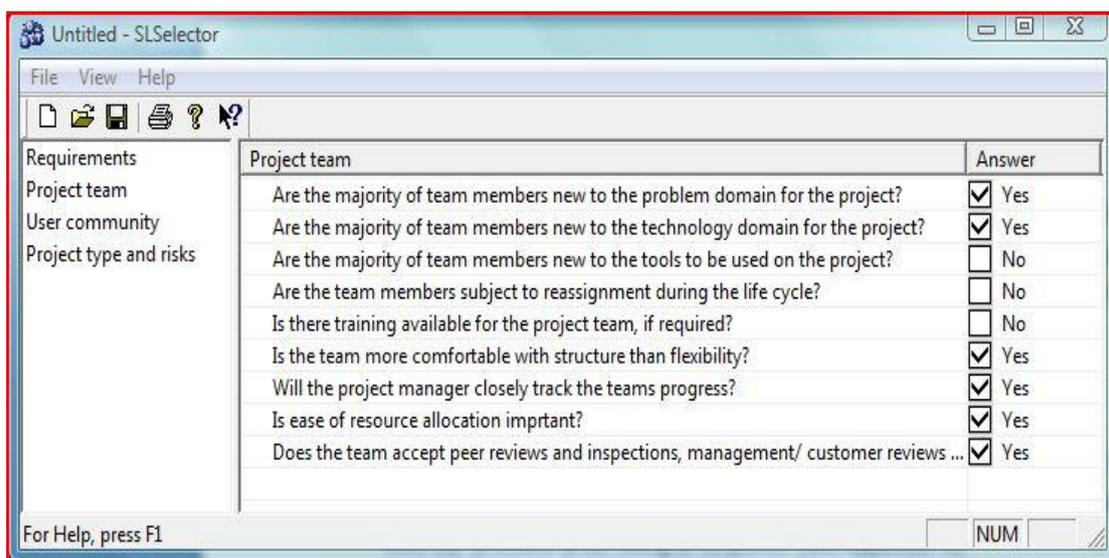 Untitled - SLSelector
File View Help
Requirements
Project team
User community
Project type and risks
Project team Answer
Are the majority of team members new to the problem domain for the project? Yes
Are the majority of team members new to the technology domain for the project? Yes
Are the majority of team members new to the tools to be used on the project? No
Are the team members subject to reassignment during the life cycle? No
Is there training available for the project team, if required? No
Is the team more comfortable with structure than flexibility? Yes
Will the project manager closely track the teams progress? Yes
Is ease of resource allocation imprtant? Yes
Does the team accept peer reviews and inspections, management/ customer reviews ... Yes
For Help, press F1 NUM